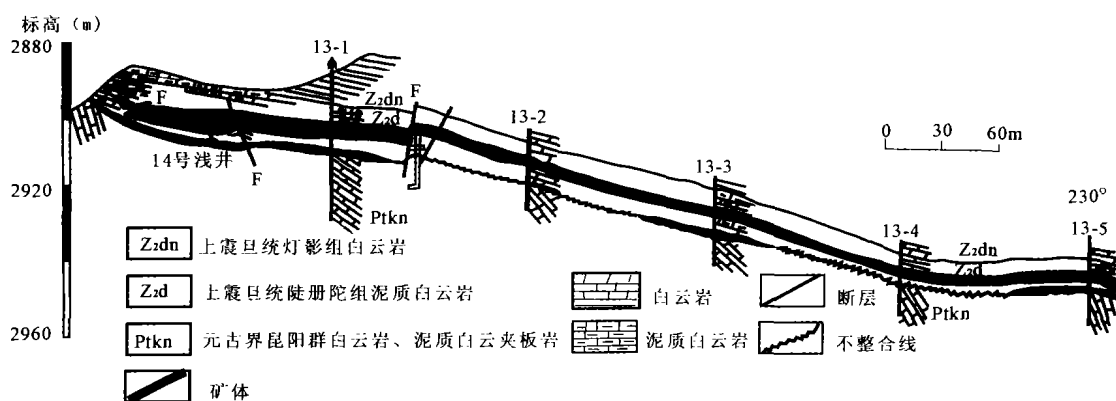 标高（m）
2880
2920
2960
13-1
13-2
13-3
13-4
13-5
230°
F
F
F
Z₂dn
Z₂d
14号浅井
Ptkn
0 30 60m
Z₂dn
Z₂d
Ptkn
Z₂dn 上震旦统灯影组白云岩
Z₂d 上震旦统陡册陀组泥质白云岩
Ptkn 元古界昆阳群白云岩、泥质白云夹板岩
矿体
白云岩
泥质白云岩
断层
不整合线